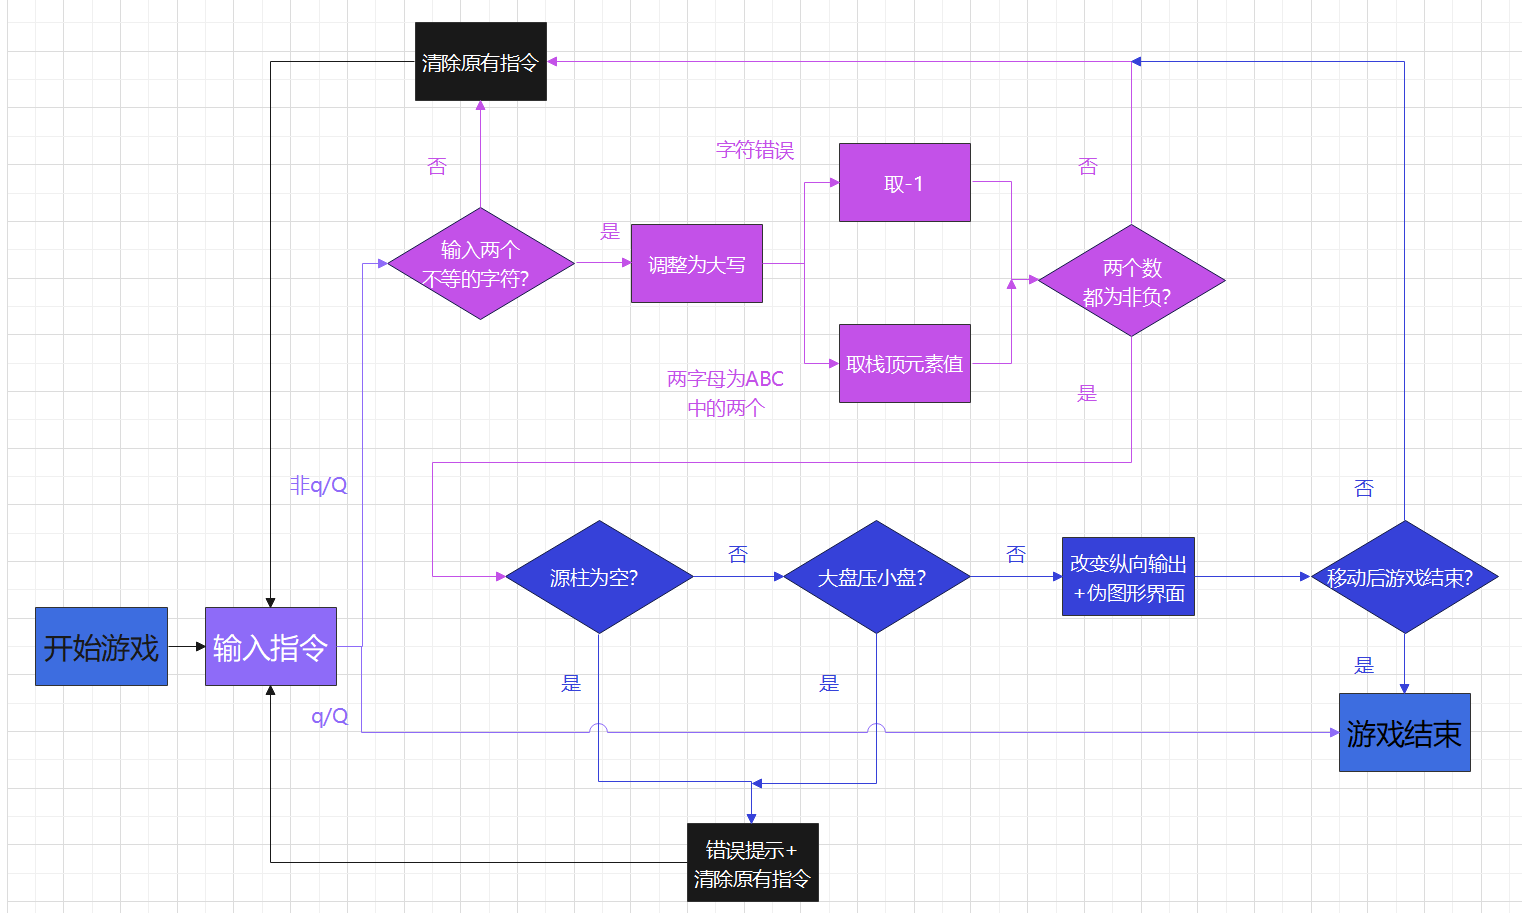 清除原有指令
否
字符错误
取-1
否
输入两个
不等的字符?
是
调整为大写
两个数
都为非负?
取栈顶元素值
两字母为ABC
中的两个
是
非q/Q
源柱为空?
否
大盘压小盘?
否
改变纵向输出
+伪图形界面
否
移动后游戏结束?
开始游戏
输入指令
q/Q
是
是
是
游戏结束
错误提示+
清除原有指令